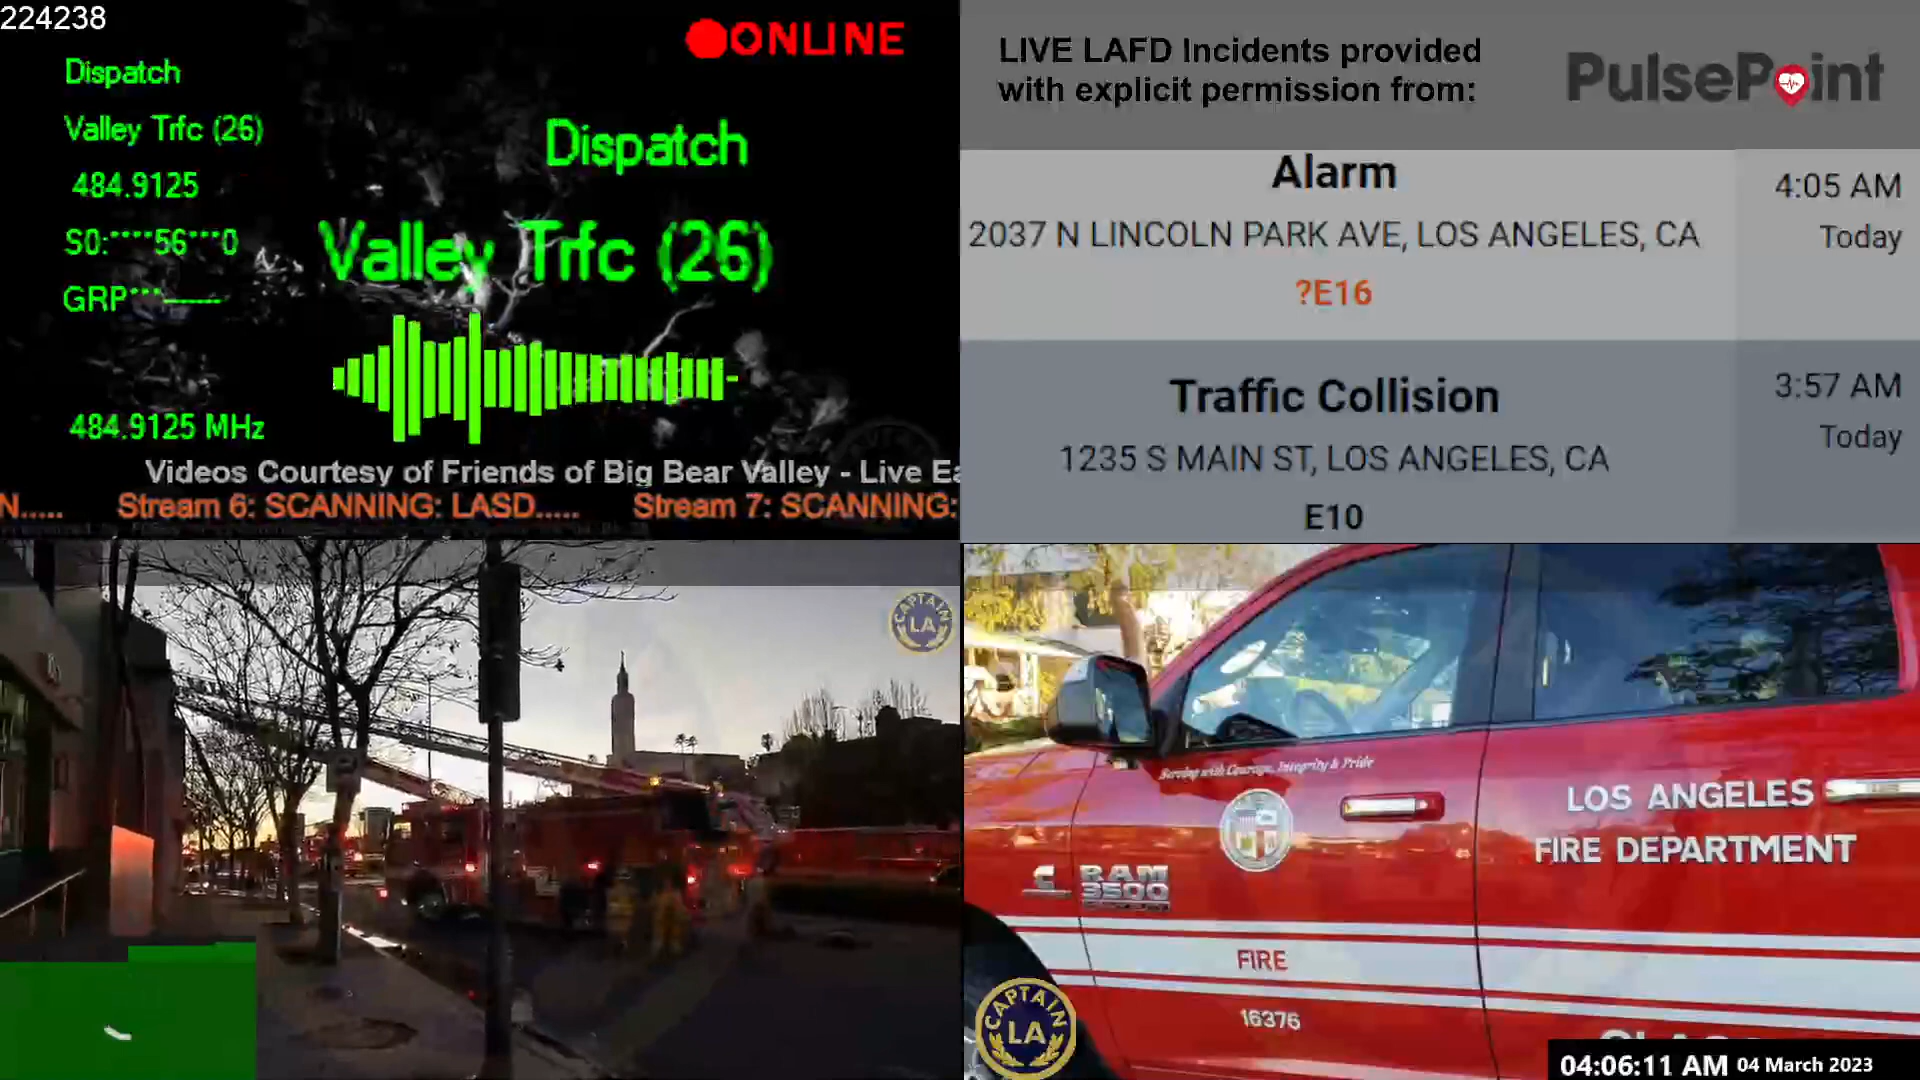 224238
Dispatch
Valley Trfc (26)
484.9125
S0:****56***0
GRP***-------
484.9125 MHz
ONLINE
Dispatch
Valley Trfc (26)
Videos Courtesy of Friends of Big Bear Valley - Live Ea
N..... Stream 6: SCANNING: LASD..... Stream 7: SCANNING:
LIVE LAFD Incidents provided
with explicit permission from:
PulsePoint
Alarm
4:05 AM
2037 N LINCOLN PARK AVE, LOS ANGELES, CA
Today
?E16
Traffic Collision
3:57 AM
Today
1235 S MAIN ST, LOS ANGELES, CA
E10
CAPTAIN
LA
Serving with Courage, Integrity & Pride
LOS ANGELES
FIRE DEPARTMENT
RAM
3500
FIRE
16376
CAPTAIN
LA
04:06:11 AM 04 March 2023